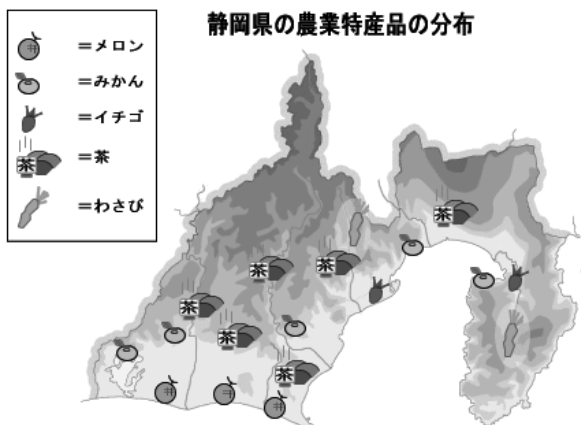 静岡県の農業特産品の分布
=メロン
=みかん
=イチゴ
茶 =茶
=わさび
茶
茶
茶
茶
茶
茶